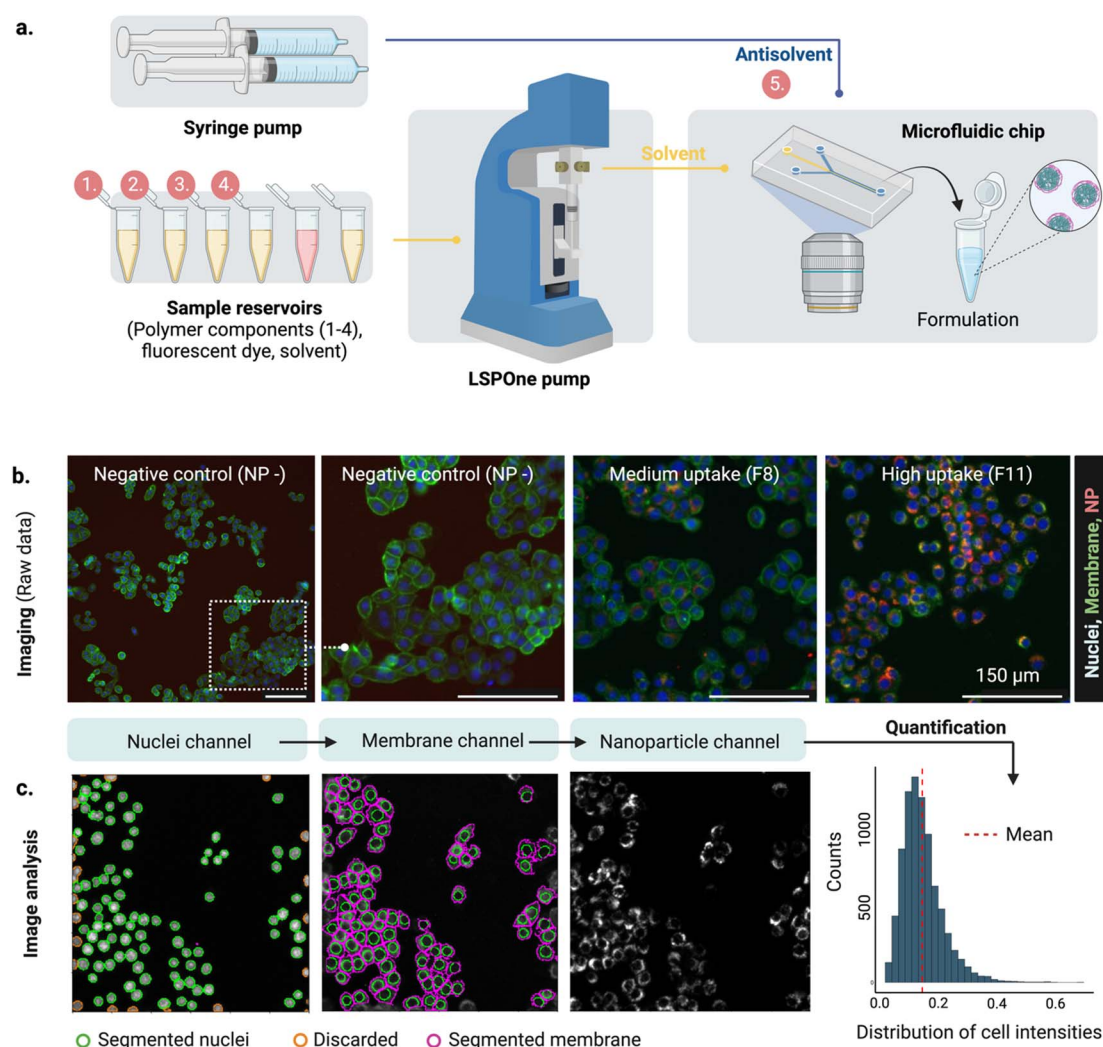 a.
Syringe pump
1.
2.
3.
4.
Sample reservoirs
(Polymer components (1-4),
fluorescent dye, solvent)
LSPOne pump
Solvent
Antisolvent
5.
Microfluidic chip
Formulation
b.
Imaging (Raw data)
Negative control (NP -)
Negative control (NP -)
Medium uptake (F8)
High uptake (F11)
150 µm
Nuclei, Membrane, NP
Nuclei channel
Membrane channel
Nanoparticle channel
Quantification
c.
Image analysis
Segmented nuclei
Discarded
Segmented membrane
Counts
1000
500
0
Mean
0.0
0.2
0.4
0.6
Distribution of cell intensities